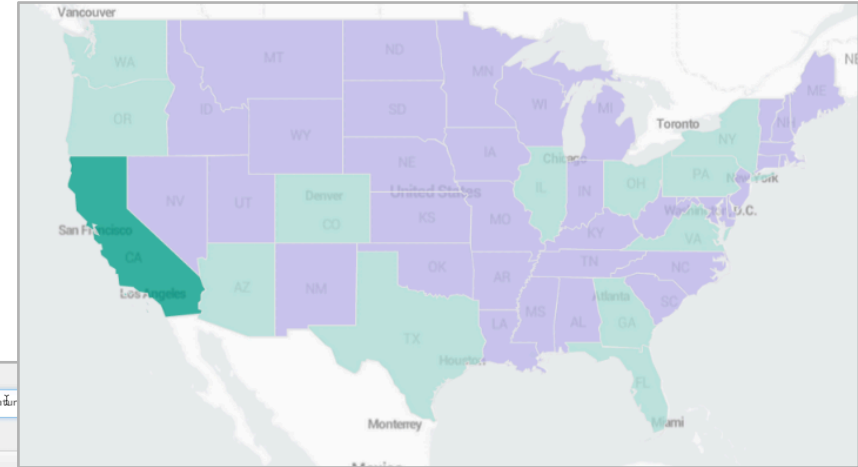 Vancouver
WA
MT
ND
MN
ME
OR
ID
SD
WI
MI
NH
WY
Toronto
NY
IA
Chicago
NE
PA
New York
IL
IN
OH
NV
UT
Denver
United States
CO
KS
MO
KY
D.C.
VA
San Francisco
CA
AZ
NM
OK
AR
TN
NC
SC
Los Angeles
MS
AL
Atlanta
GA
LA
TX
Houston
FL
Miami
Monterrey